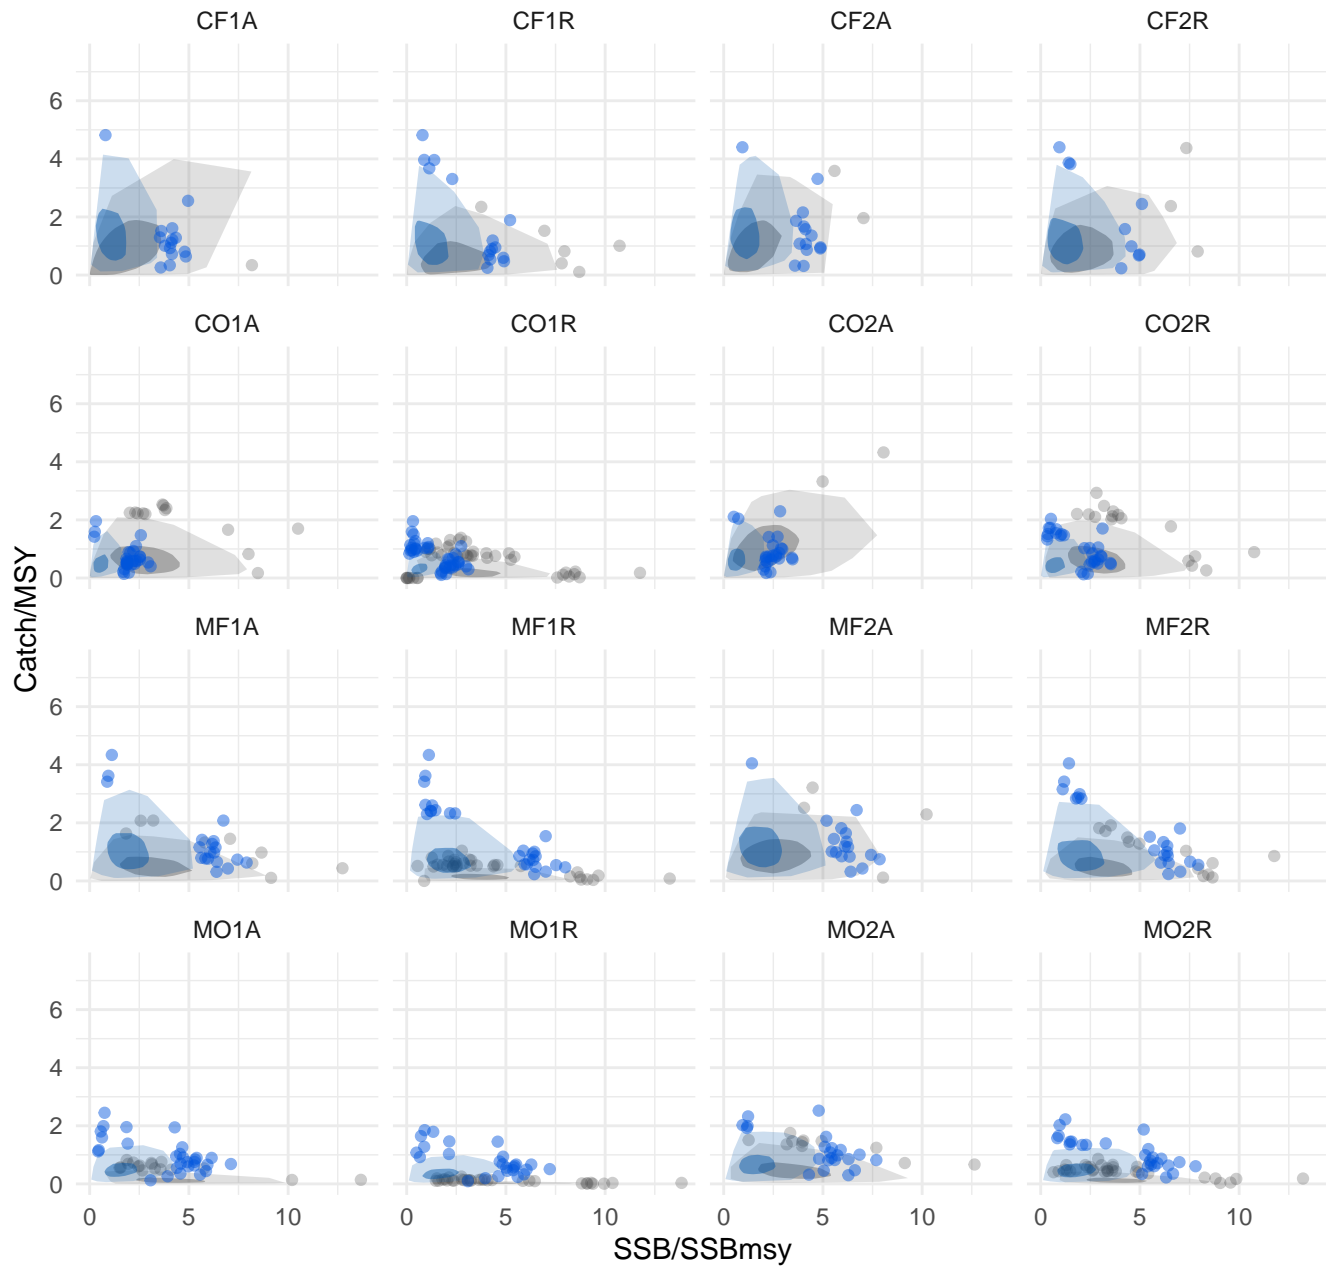 CF1A CF1R CF2A CF2R
6
4
2
0
CO1A CO1R CO2A CO2R
6
4
2
0
MF1A MF1R MF2A MF2R
6
4
2
0
MO1A MO1R MO2A MO2R
6
4
2
0
0 5 10 0 5 10 0 5 10 0 5 10
SSB/SSBmsy
Catch/MSY